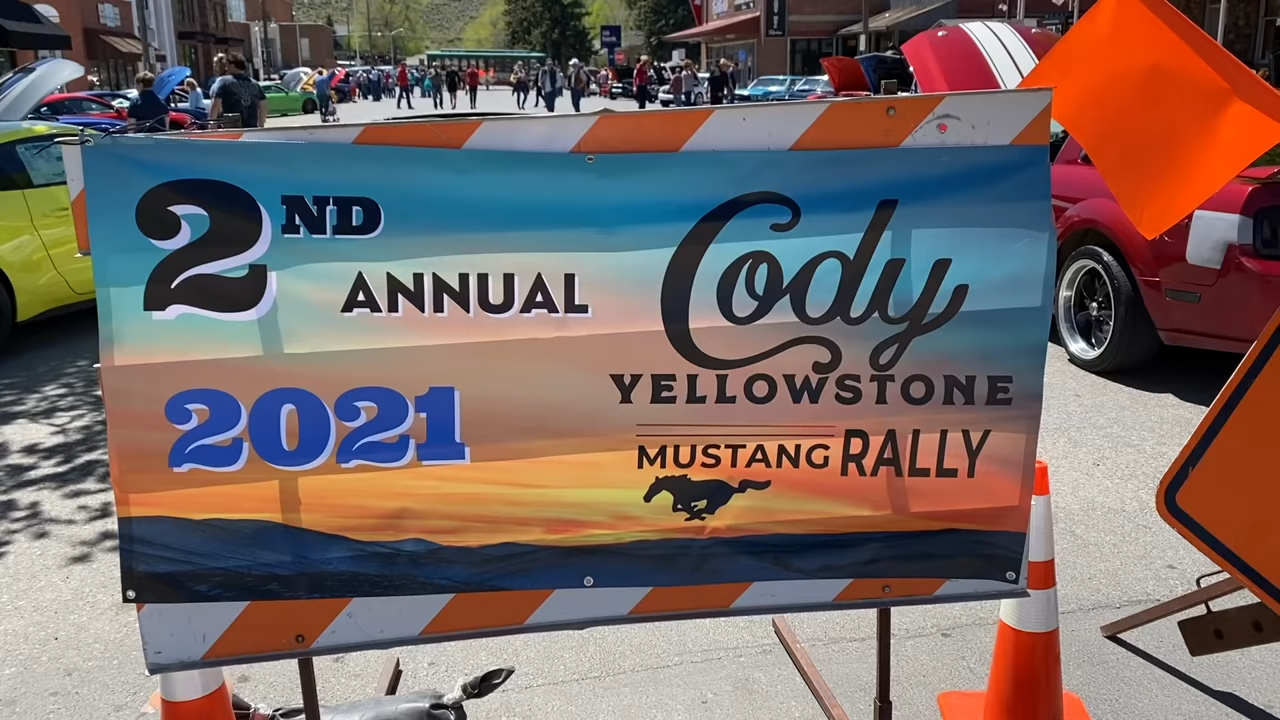 2ND
ANNUAL
2021
Cody
YELLOWSTONE
MUSTANG RALLY